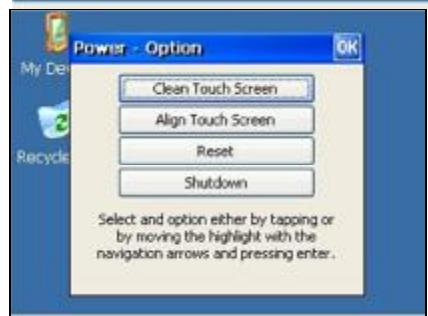 Power - Option OK
My De
Clean Touch Screen
Align Touch Screen
Recycle
Reset
Shutdown
Select and option either by tapping or
by moving the highlight with the
navigation arrows and pressing enter.